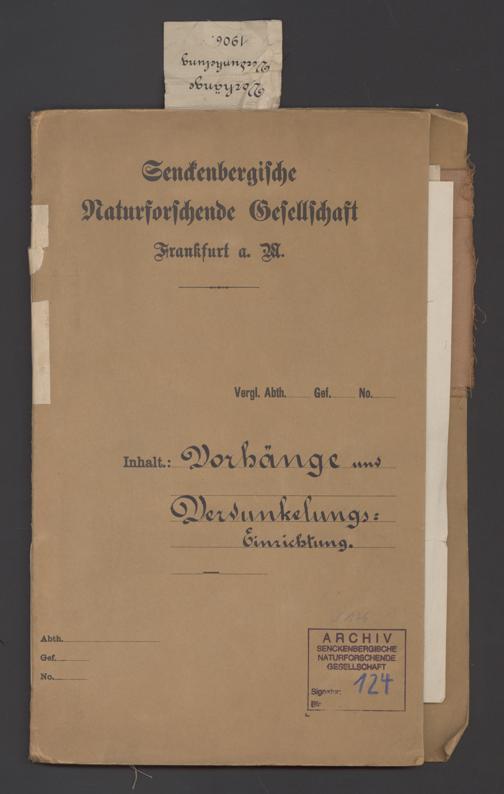 Vorhänge
Verdunkelung
1906.
Senckenbergische
Naturforschende Gesellschaft
Frankfurt a. M.
Vergl. Abth. Gef. No.
Inhalt.: Vorhänge und
Verdunkelungs=
Einrichtung.
Abth.
Gef.
No.
ARCHIV
SENCKENBERGISCHE
NATURFORSCHENDE
GESELLSCHAFT
Signatur: 124